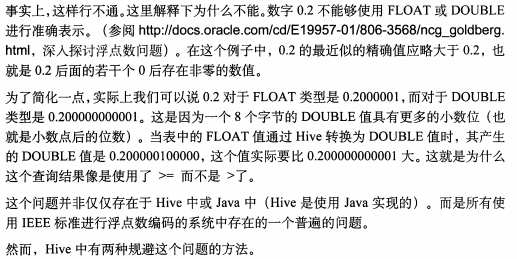 事实上,这样行不通。这里解释下为什么不能。数字 0.2 不能够使用 FLOAT 或 DOUBLE
进行准确表示。（参阅 http://docs.oracle.com/cd/E19957-01/806-3568/ncg_goldberg.
html，深入探讨浮点数问题）。在这个例子中，0.2 的最近似的精确值应略大于 0.2，也
就是 0.2 后面的若干个 0 后存在非零的数值。
为了简化一点,实际上我们可以说 0.2 对于 FLOAT 类型是 0.2000001,而对于 DOUBLE
类型是 0.200000000001。这是因为一个 8 个字节的 DOUBLE 值具有更多的小数位（也
就是小数点后的位数）。当表中的 FLOAT 值通过 Hive 转换为 DOUBLE 值时，其产生
的 DOUBLE 值是 0.200000100000，这个值实际要比 0.200000000001 大。这就是为什么
这个查询结果像是使用了 >= 而不是 >了。
这个问题并非仅仅存在于 Hive 中或 Java 中（Hive 是使用 Java 实现的）。而是所有使
用 IEEE 标准进行浮点数编码的系统中存在的一个普遍的问题。
然而，Hive 中有两种规避这个问题的方法。